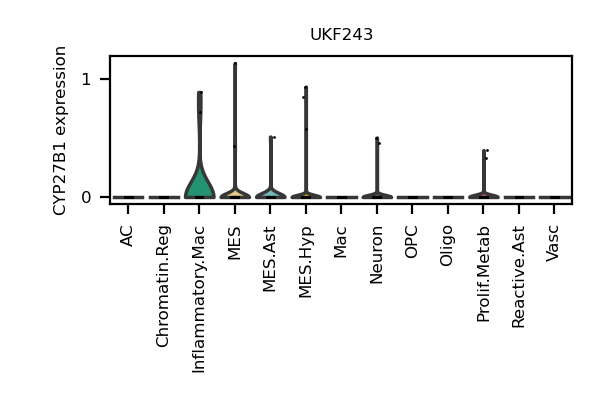 UKF243
CYP27B1 expression
1
0
AC
Chromatin.Reg
Inflammatory.Mac
MES
MES.Ast
MES.Hyp
Mac
Neuron
OPC
Oligo
Prolif.Metab
Reactive.Ast
Vasc